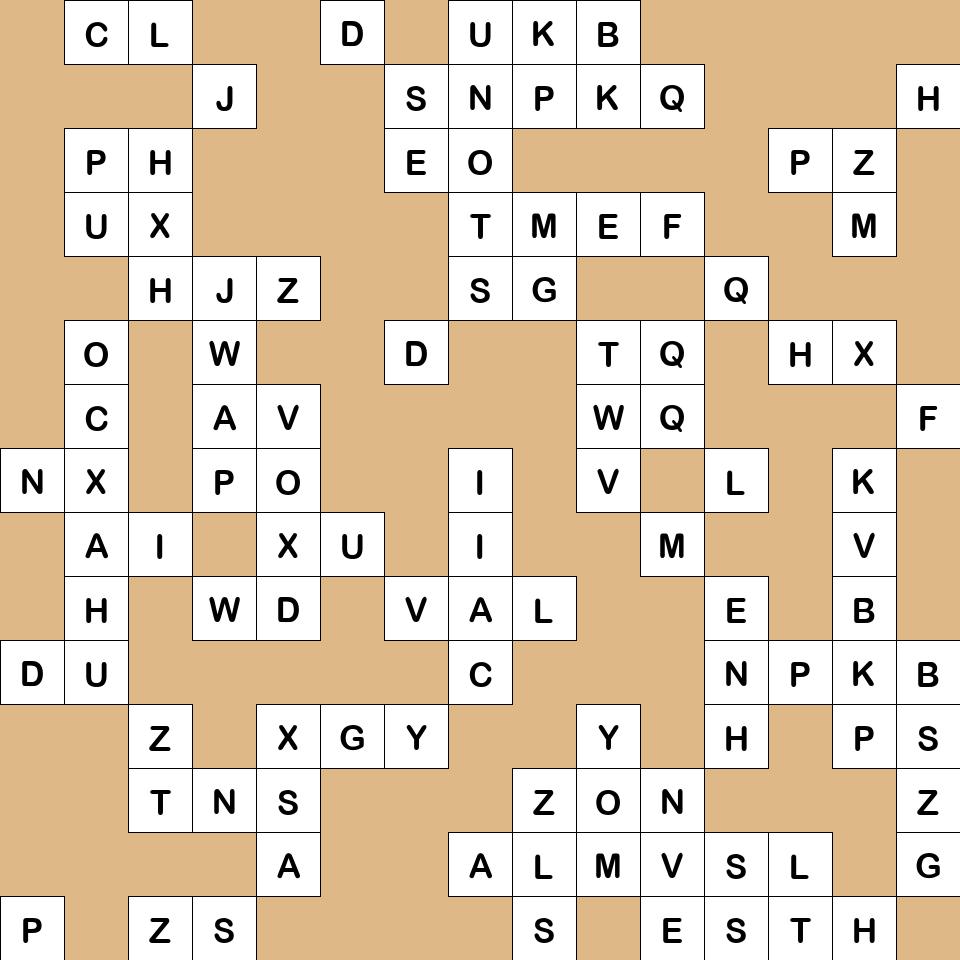 C L D U K B
J S N P K Q H
P H E O P Z
U X T M E F M
H J Z S G Q
O W D T Q H X
C A V W Q F
N X P O I V L K
A I X U I M V
H W D V A L E B
D U C N P K B
Z X G Y Y H P S
T N S Z O N Z
A A L M V S L G
P Z S S E S T H